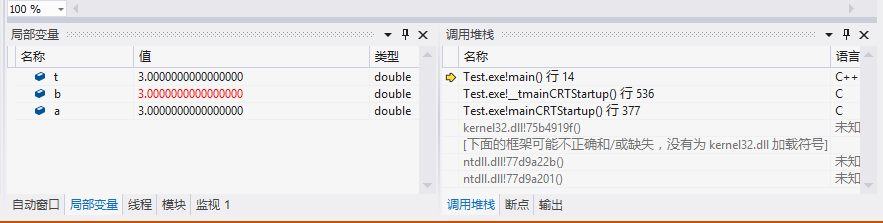 100 %
局部变量
名称 值 类型
t 3.0000000000000000 double
b 3.0000000000000000 double
a 3.0000000000000000 double
自动窗口 局部变量 线程 模块 监视 1
调用堆栈
名称 语言
Test.exe!main() 行 14 C++
Test.exe!__tmainCRTStartup() 行 536 C
Test.exe!mainCRTStartup() 行 377 C
kernel32.dll!75b4919f() 未知
[下面的框架可能不正确和/或缺失，没有为 kernel32.dll 加载符号]
ntdll.dll!77d9a22b() 未知
ntdll.dll!77d9a201() 未知
调用堆栈 断点 输出